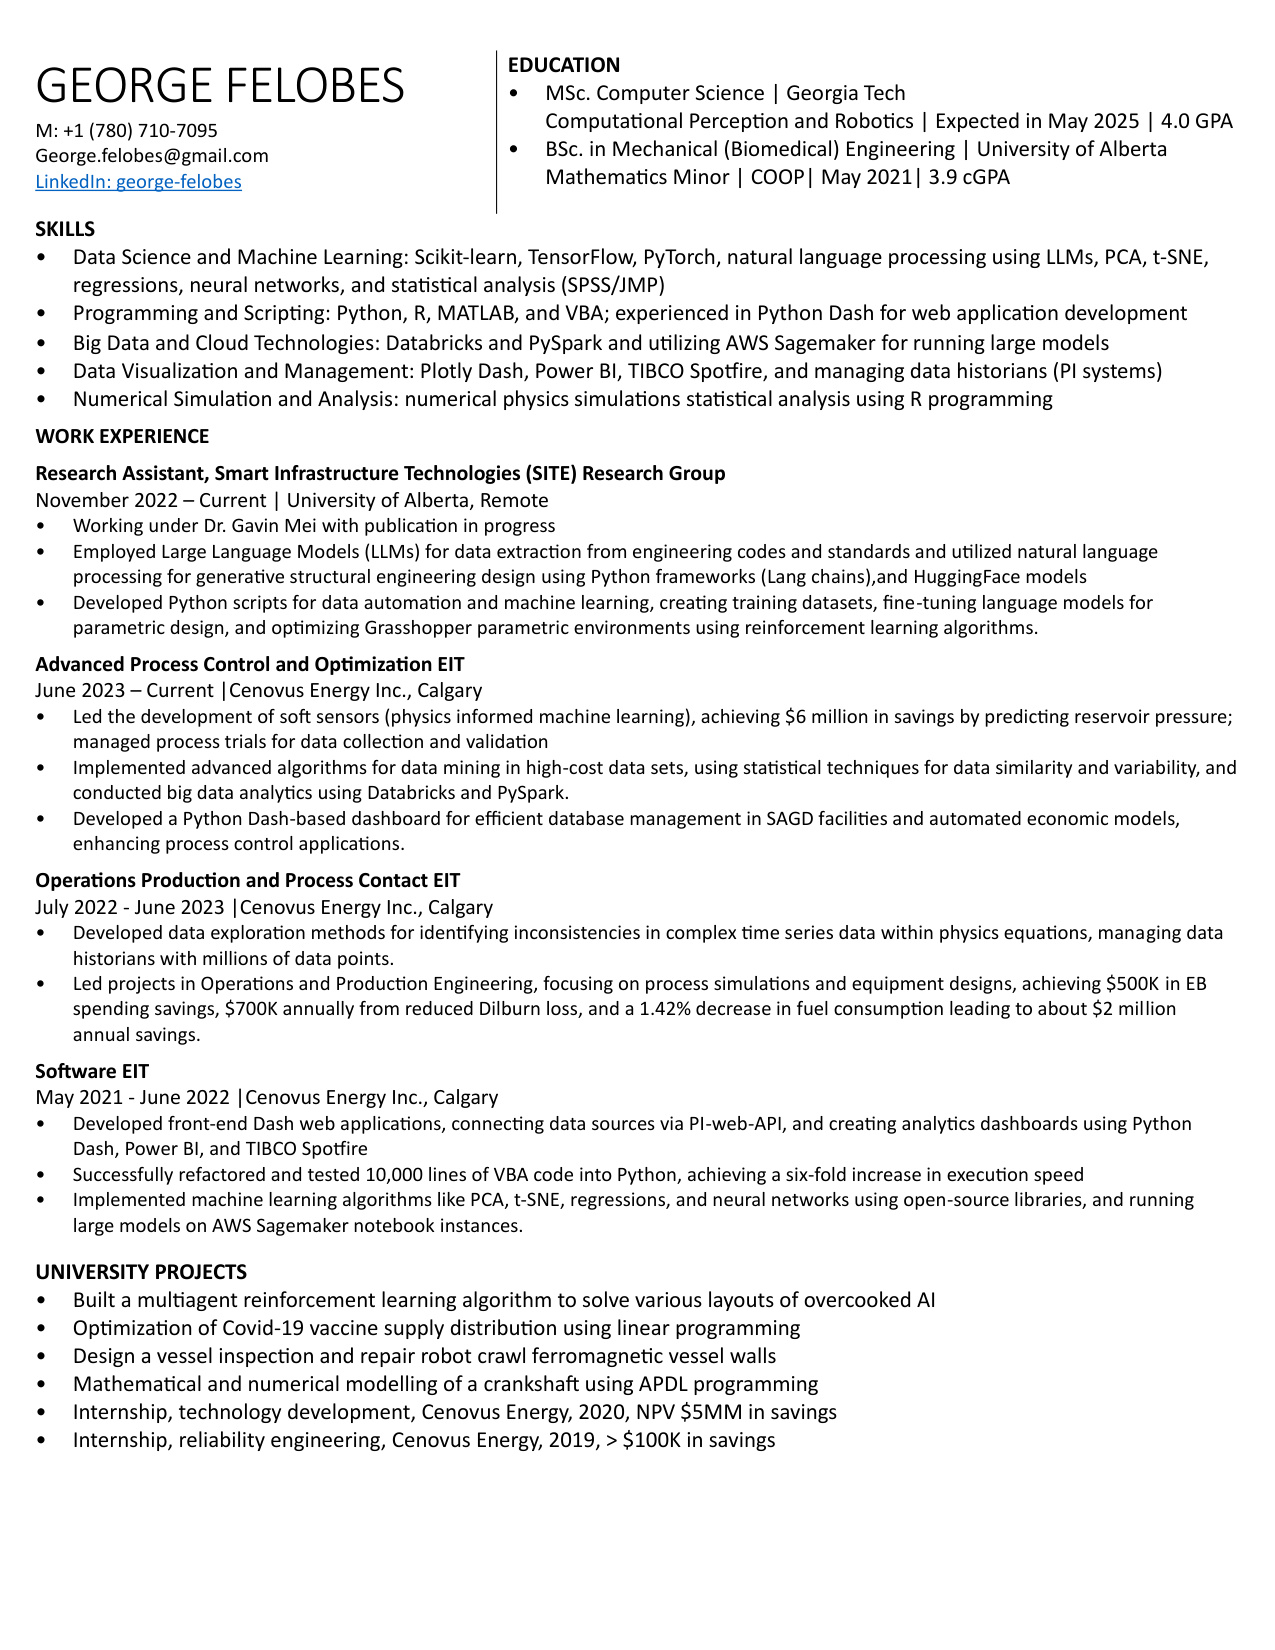 GEORGE FELOBES
M: +1 (780) 710-7095
George.felobes@gmail.com
LinkedIn: george-felobes
EDUCATION
• MSc. Computer Science | Georgia Tech
Computational Perception and Robotics | Expected in May 2025 | 4.0 GPA
• BSc. in Mechanical (Biomedical) Engineering | University of Alberta
Mathematics Minor | COOP| May 2021| 3.9 cGPA
SKILLS
• Data Science and Machine Learning: Scikit-learn, TensorFlow, PyTorch, natural language processing using LLMs, PCA, t-SNE,
regressions, neural networks, and statistical analysis (SPSS/JMP)
• Programming and Scripting: Python, R, MATLAB, and VBA; experienced in Python Dash for web application development
• Big Data and Cloud Technologies: Databricks and PySpark and utilizing AWS Sagemaker for running large models
• Data Visualization and Management: Plotly Dash, Power BI, TIBCO Spotfire, and managing data historians (PI systems)
• Numerical Simulation and Analysis: numerical physics simulations statistical analysis using R programming
WORK EXPERIENCE
Research Assistant, Smart Infrastructure Technologies (SITE) Research Group
November 2022 – Current | University of Alberta, Remote
• Working under Dr. Gavin Mei with publication in progress
• Employed Large Language Models (LLMs) for data extraction from engineering codes and standards and utilized natural language
processing for generative structural engineering design using Python frameworks (Lang chains),and HuggingFace models
• Developed Python scripts for data automation and machine learning, creating training datasets, fine-tuning language models for
parametric design, and optimizing Grasshopper parametric environments using reinforcement learning algorithms.
Advanced Process Control and Optimization EIT
June 2023 – Current |Cenovus Energy Inc., Calgary
• Led the development of soft sensors (physics informed machine learning), achieving $6 million in savings by predicting reservoir pressure;
managed process trials for data collection and validation
• Implemented advanced algorithms for data mining in high-cost data sets, using statistical techniques for data similarity and variability, and
conducted big data analytics using Databricks and PySpark.
• Developed a Python Dash-based dashboard for efficient database management in SAGD facilities and automated economic models,
enhancing process control applications.
Operations Production and Process Contact EIT
July 2022 - June 2023 |Cenovus Energy Inc., Calgary
• Developed data exploration methods for identifying inconsistencies in complex time series data within physics equations, managing data
historians with millions of data points.
• Led projects in Operations and Production Engineering, focusing on process simulations and equipment designs, achieving $500K in EB
spending savings, $700K annually from reduced Dilburn loss, and a 1.42% decrease in fuel consumption leading to about $2 million
annual savings.
Software EIT
May 2021 - June 2022 |Cenovus Energy Inc., Calgary
• Developed front-end Dash web applications, connecting data sources via PI-web-API, and creating analytics dashboards using Python
Dash, Power BI, and TIBCO Spotfire
• Successfully refactored and tested 10,000 lines of VBA code into Python, achieving a six-fold increase in execution speed
• Implemented machine learning algorithms like PCA, t-SNE, regressions, and neural networks using open-source libraries, and running
large models on AWS Sagemaker notebook instances.
UNIVERSITY PROJECTS
• Built a multiagent reinforcement learning algorithm to solve various layouts of overcooked AI
• Optimization of Covid-19 vaccine supply distribution using linear programming
• Design a vessel inspection and repair robot crawl ferromagnetic vessel walls
• Mathematical and numerical modelling of a crankshaft using APDL programming
• Internship, technology development, Cenovus Energy, 2020, NPV $5MM in savings
• Internship, reliability engineering, Cenovus Energy, 2019, > $100K in savings